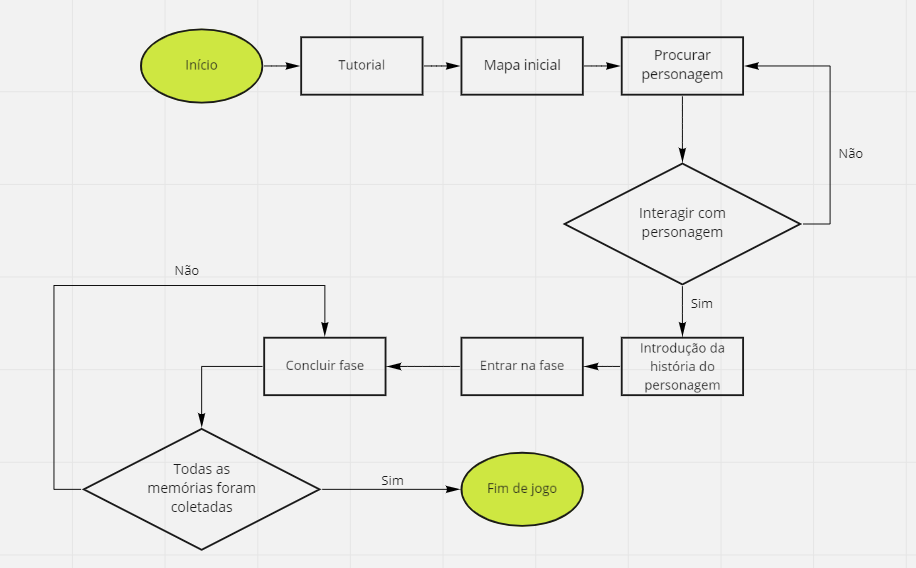 Início
Tutorial
Mapa inicial
Procurar
personagem
Não
Interagir com
personagem
Sim
Introdução da
história do
personagem
Entrar na fase
Concluir fase
Não
Todas as
memórias foram
coletadas
Sim
Fim de jogo